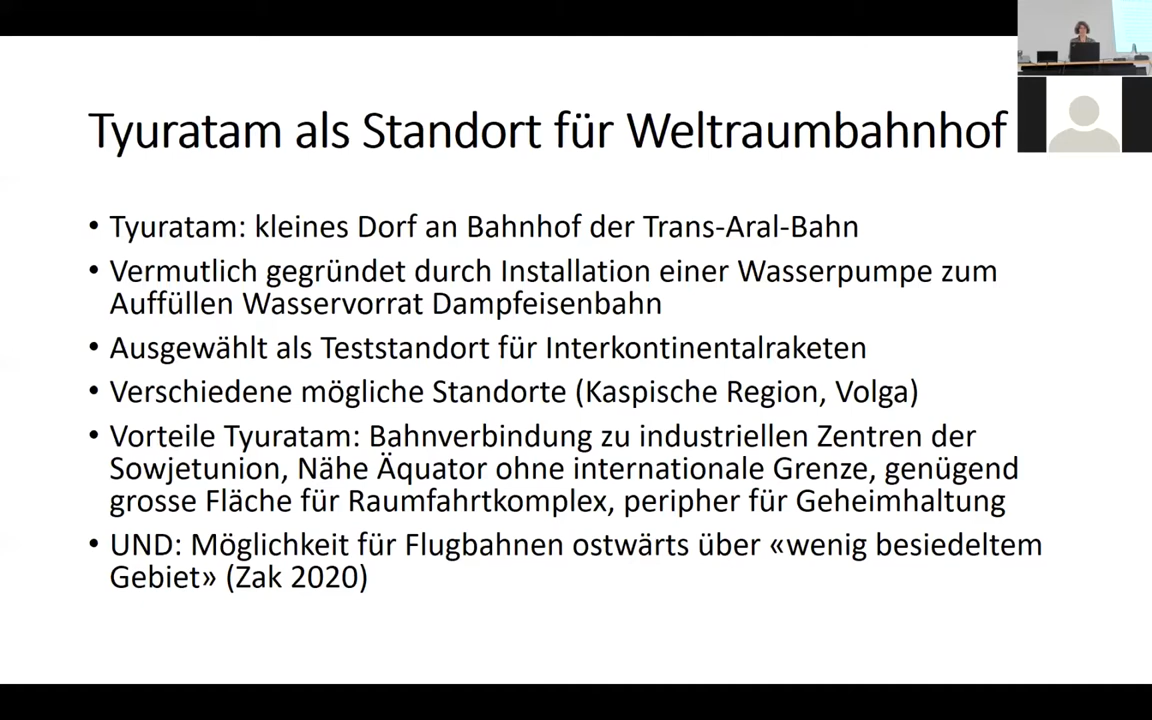 Tyuratam als Standort für Weltraumbahnhof
• Tyuratam: kleines Dorf an Bahnhof der Trans-Aral-Bahn
• Vermutlich gegründet durch Installation einer Wasserpumpe zum
Auffüllen Wasservorrat Dampfeisenbahn
• Ausgewählt als Teststandort für Interkontinentalraketen
• Verschiedene mögliche Standorte (Kaspische Region, Volga)
• Vorteile Tyuratam: Bahnverbindung zu industriellen Zentren der
Sowjetunion, Nähe Äquator ohne internationale Grenze, genügend
grosse Fläche für Raumfahrtkomplex, peripher für Geheimhaltung
• UND: Möglichkeit für Flugbahnen ostwärts über «wenig besiedeltem
Gebiet» (Zak 2020)